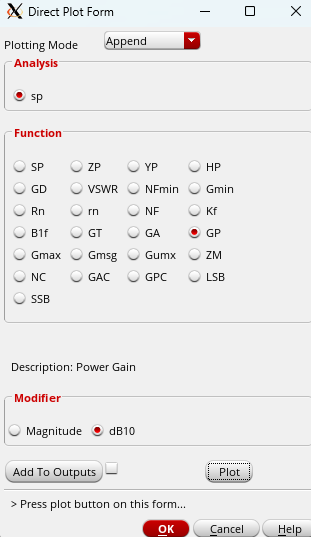 Direct Plot Form
Plotting Mode Append
Analysis
sp
Function
SP ZP YP HP
GD VSWR NFmin Gmin
Rn rn NF Kf
B1f GT GA GP
Gmax Gmsg Gumx ZM
NC GAC GPC LSB
SSB
Description: Power Gain
Modifier
Magnitude dB10
Add To Outputs Plot
> Press plot button on this form...
OK Cancel Help